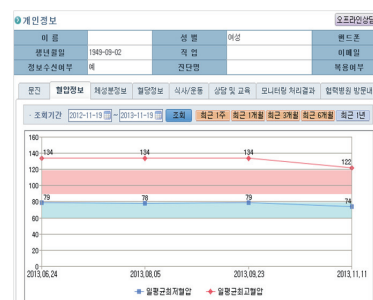 개인정보
오프라인상담
이 름
성 별
여성
핸드폰
생년월일
1949-09-02
직 업
이메일
정보수신여부
예
진단명
복용여부
문진 혈압정보 체성분정보 혈당정보 식사/운동 상담 및 교육 모니터링 처리결과 협력병원 방문내
조회기간 2012-11-19 ~ 2013-11-19 조회 최근 1주 최근 1개월 최근 3개월 최근 6개월 최근 1년
160
140
120
100
80
60
40
20
0
134
134
134
122
79
78
79
74
2013,06,24
2013,08,05
2013,09,23
2013,11,11
일평균최저혈압 일평균최고혈압